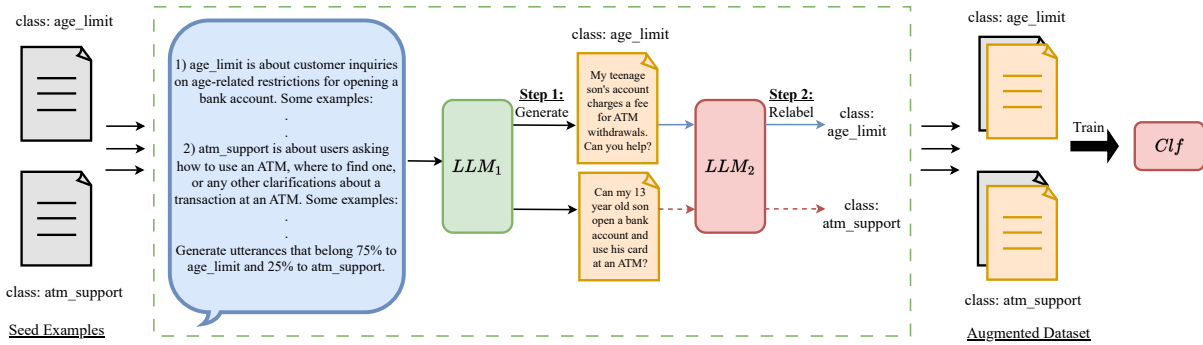 class: age_limit
class: atm_support
Seed Examples
1) age_limit is about customer inquiries
on age-related restrictions for opening a
bank account. Some examples:
.
.
2) atm_support is about users asking
how to use an ATM, where to find one,
or any other clarifications about a
transaction at an ATM. Some examples:
.
.
Generate utterances that belong 75% to
age_limit and 25% to atm_support.
LLM1
Step 1:
Generate
class: age_limit
My teenage
son's account
charges a fee
for ATM
withdrawals.
Can you help?
Can my 13
year old son
open a bank
account and
use his card
at an ATM?
LLM2
Step 2:
Relabel
class:
age_limit
class:
atm_support
class: age_limit
class: atm_support
Augmented Dataset
Train
Clf